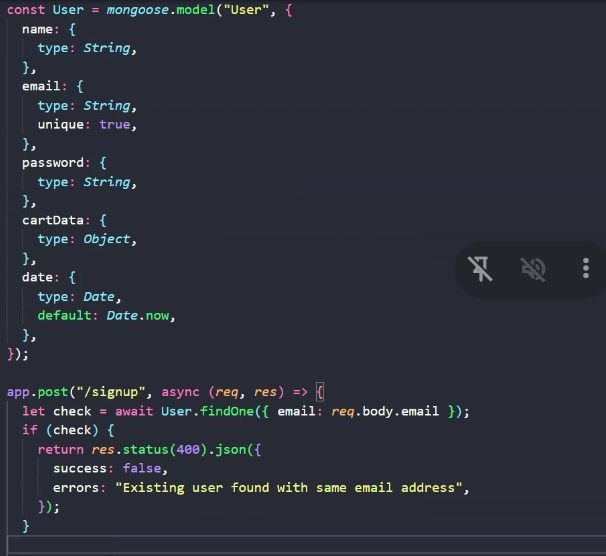 const User = mongoose.model("User", {
  name: {
    type: String,
  },
  email: {
    type: String,
    unique: true,
  },
  password: {
    type: String,
  },
  cartData: {
    type: Object,
  },
  date: {
    type: Date,
    default: Date.now,
  },
});

app.post("/signup", async (req, res) => {
  let check = await User.findOne({ email: req.body.email });
  if (check) {
    return res.status(400).json({
      success: false,
      errors: "Existing user found with same email address",
    });
  }